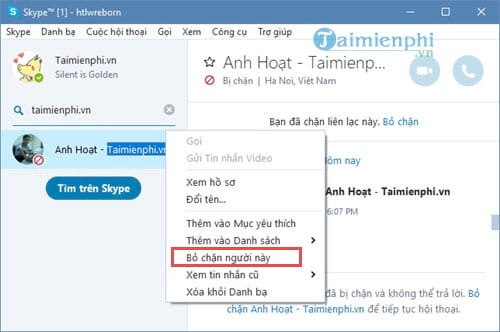 Skype™ [1] - htlwreborn
Skype Danh bạ Cuộc hội thoại Gọi Xem Công cụ Trợ giúp
Taimienphi.vn
Silent is Golden
taimienphi.vn
Anh Hoạt - Taimienphi.vn
Tìm trên Skype
Taimienphi
.vn
Anh Hoạt - Taimienp...
Bị chặn | Ha Noi, Việt Nam
Bạn đã chặn liên lạc này. Bỏ chặn
nay
Anh Hoạt - Taimienphi.vn
6:07 PM
đã bị chặn và không thể trả lời. Bỏ
chặn Anh Hoạt - Taimienphi.vn để tiếp tục hội thoại.
Gọi
Gửi Tin nhắn Video
Xem hồ sơ
Đổi tên...
Thêm vào Mục yêu thích
Thêm vào Danh sách
Bỏ chặn người này
Xem tin nhắn cũ
Xóa khỏi Danh bạ